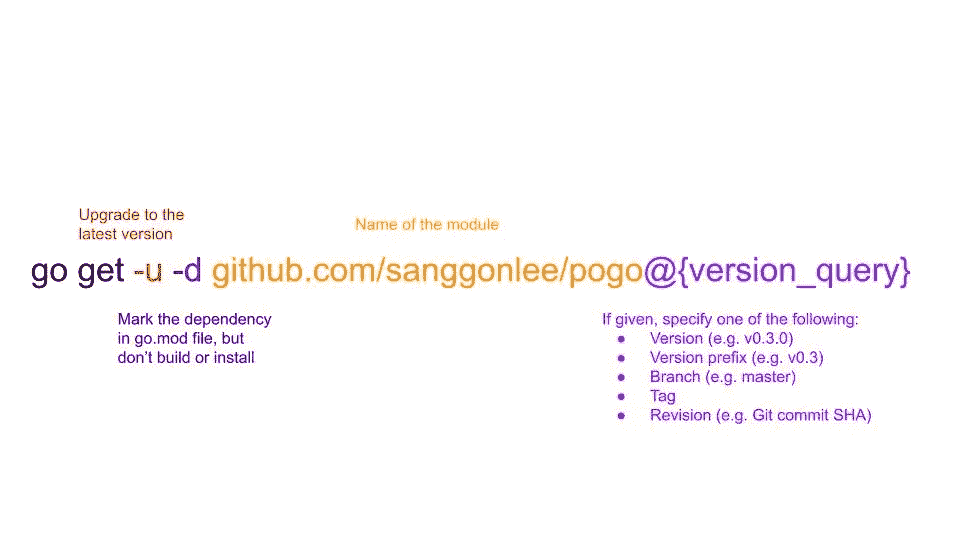 Upgrade to the
latest version
Name of the module
go get -u -d github.com/sanggonlee/pogo@{version_query}
Mark the dependency
in go.mod file, but
don't build or install
If given, specify one of the following:
● Version (e.g. v0.3.0)
● Version prefix (e.g. v0.3)
● Branch (e.g. master)
● Tag
● Revision (e.g. Git commit SHA)